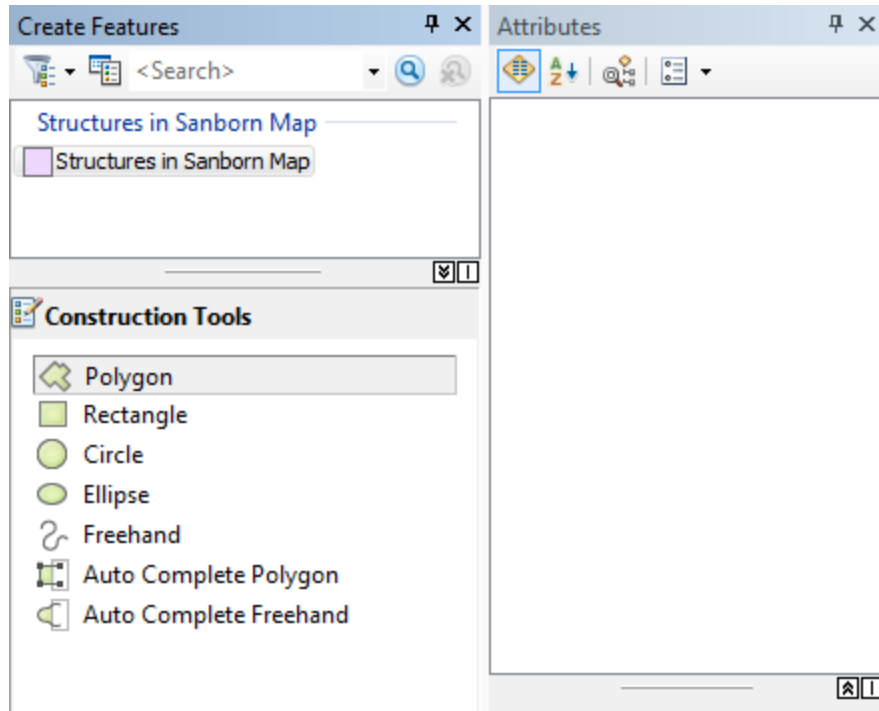 Create Features
<Search>
Structures in Sanborn Map
Structures in Sanborn Map
Construction Tools
Polygon
Rectangle
Circle
Ellipse
Freehand
Auto Complete Polygon
Auto Complete Freehand
Attributes
A
Z